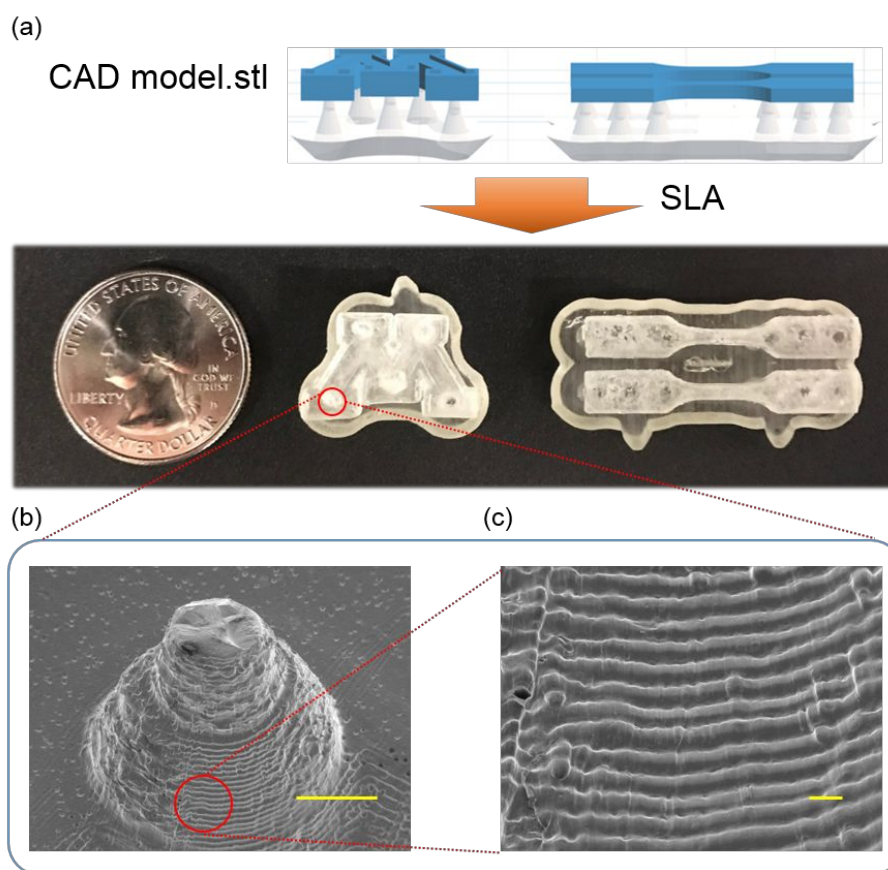 (a)
CAD model.stl
SLA
UNITED STATES OF AMERICA
LIBERTY
IN
GOD WE
TRUST
QUARTER DOLLAR
(b)
(c)